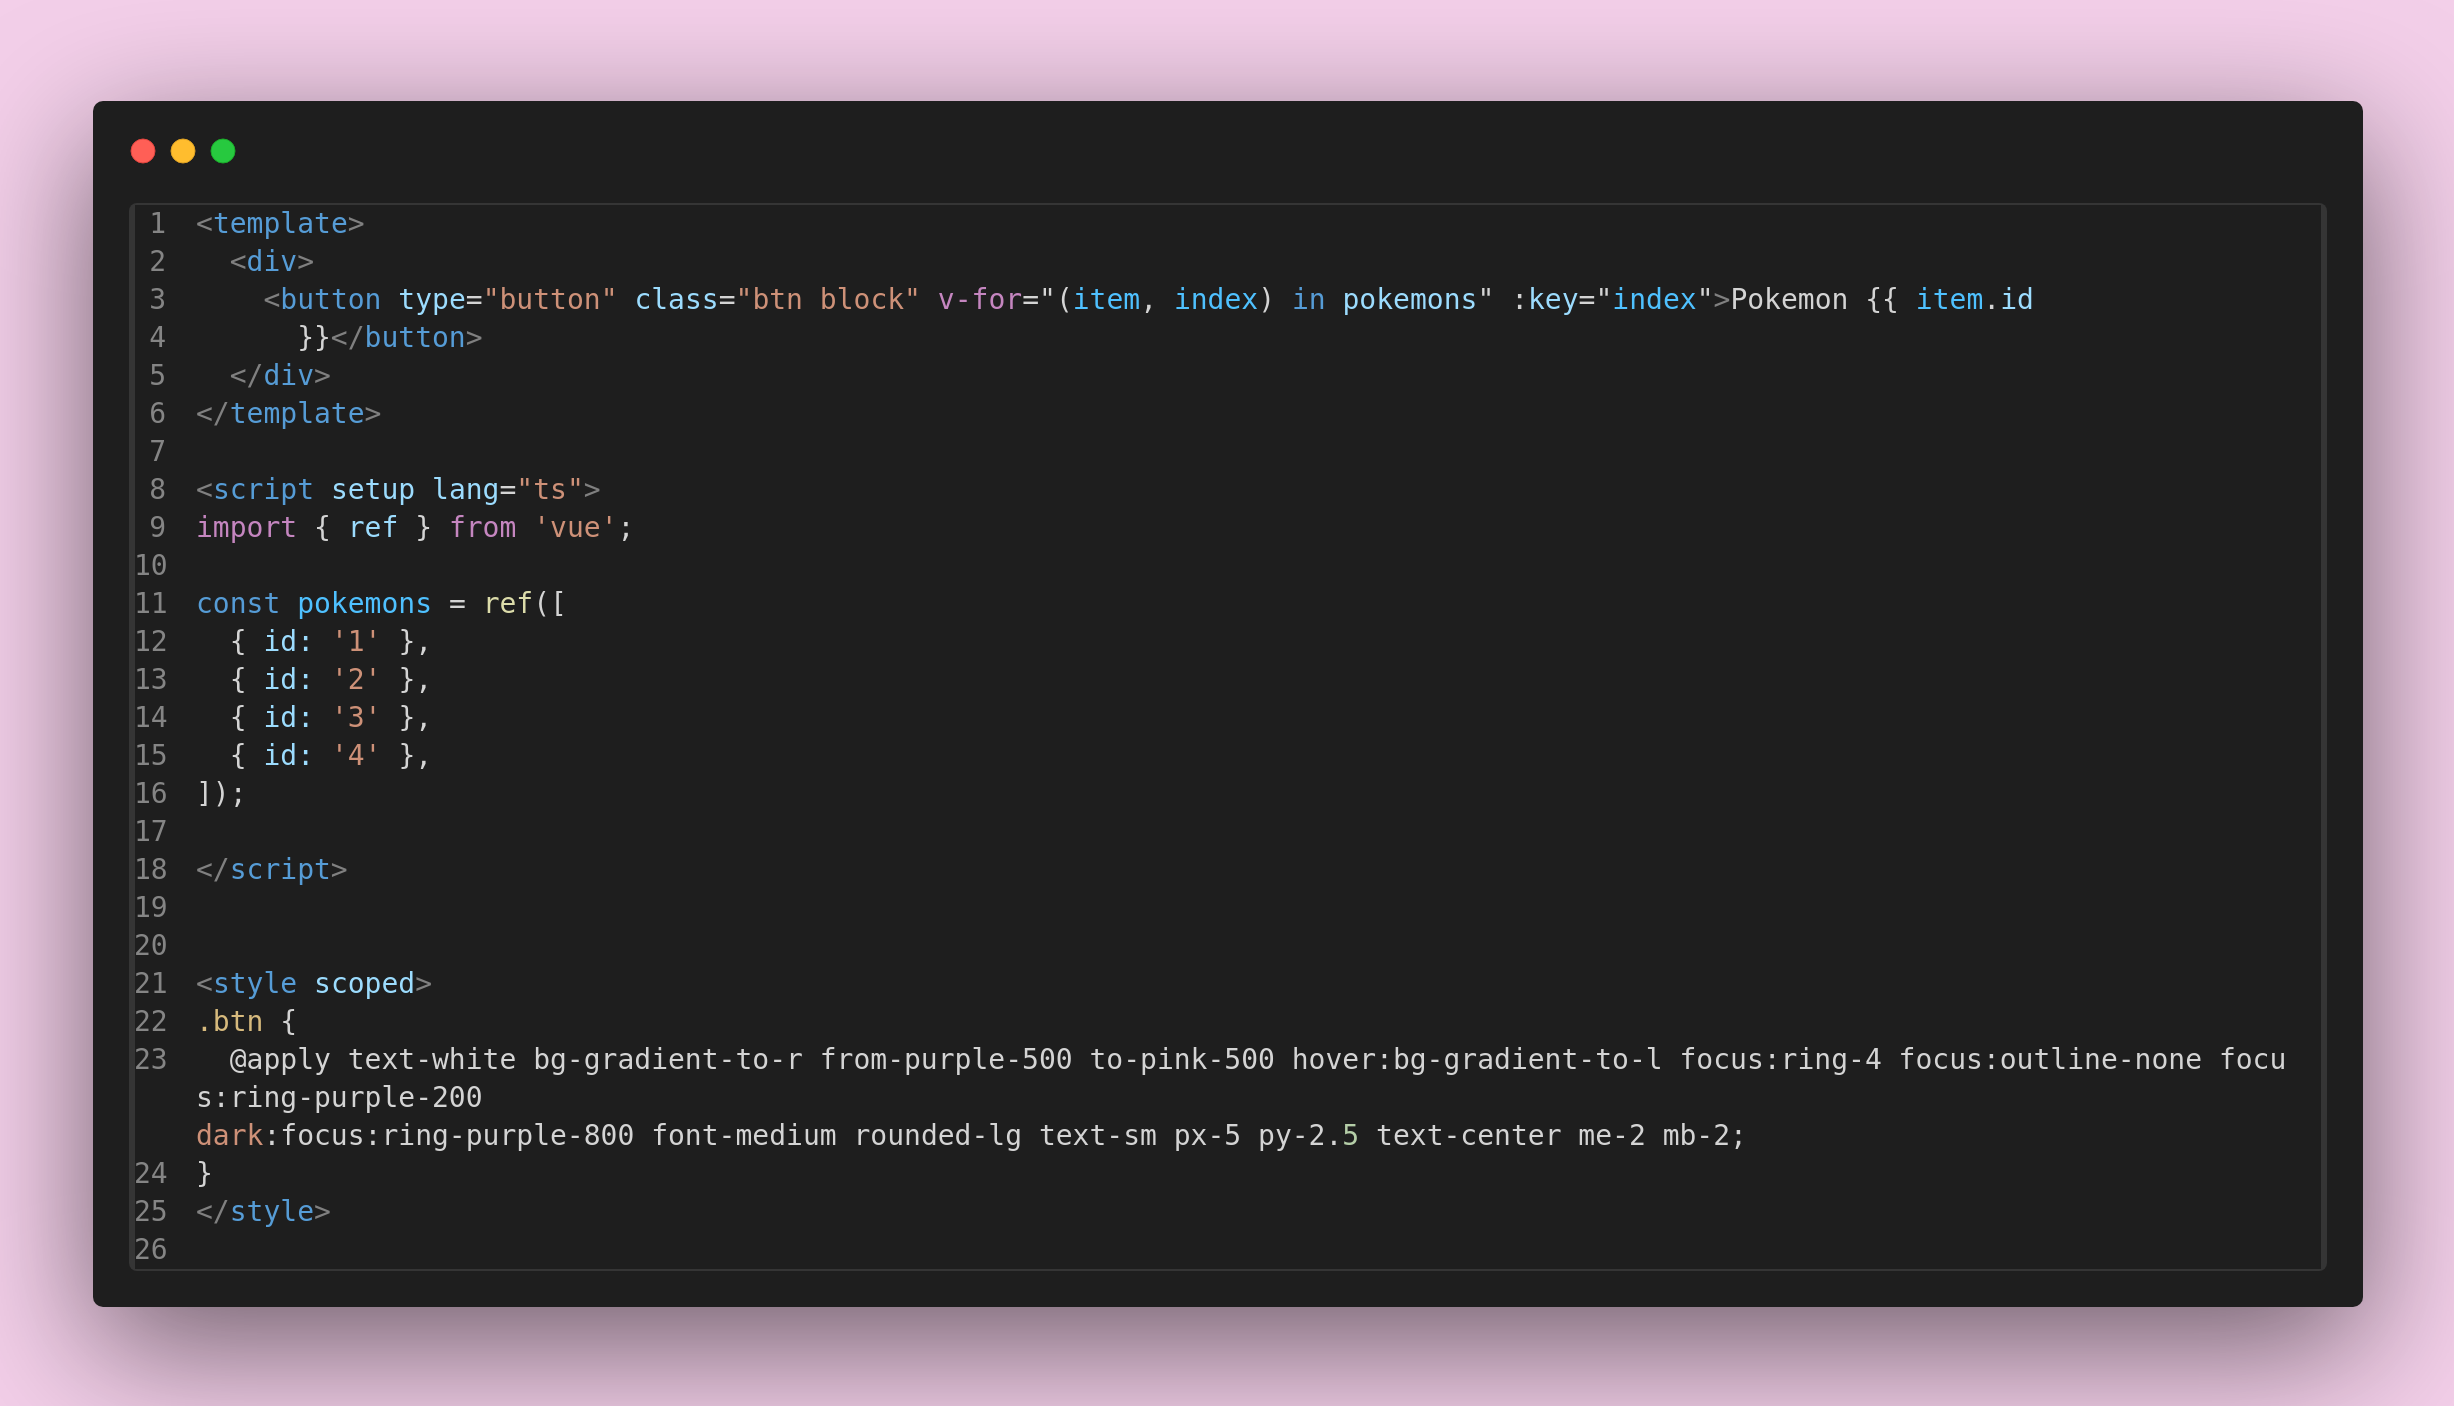 1 <template>
2   <div>
3     <button type="button" class="btn block" v-for="(item, index) in pokemons" :key="index">Pokemon {{ item.id
4       }}</button>
5   </div>
6 </template>
7
8 <script setup lang="ts">
9 import { ref } from 'vue';
10
11 const pokemons = ref([
12   { id: '1' },
13   { id: '2' },
14   { id: '3' },
15   { id: '4' },
16 ]);
17
18 </script>
19
20
21 <style scoped>
22 .btn {
23   @apply text-white bg-gradient-to-r from-purple-500 to-pink-500 hover:bg-gradient-to-l focus:ring-4 focus:outline-none focu
s:ring-purple-200
dark:focus:ring-purple-800 font-medium rounded-lg text-sm px-5 py-2.5 text-center me-2 mb-2;
24 }
25 </style>
26